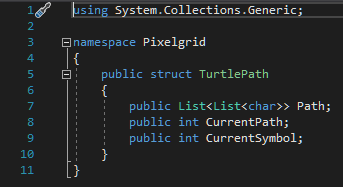 1 using System.Collections.Generic;
2
3 namespace Pixelgrid
4 {
5 public struct TurtlePath
6 {
7 public List<List<char>> Path;
8 public int CurrentPath;
9 public int CurrentSymbol;
10 }
11 }